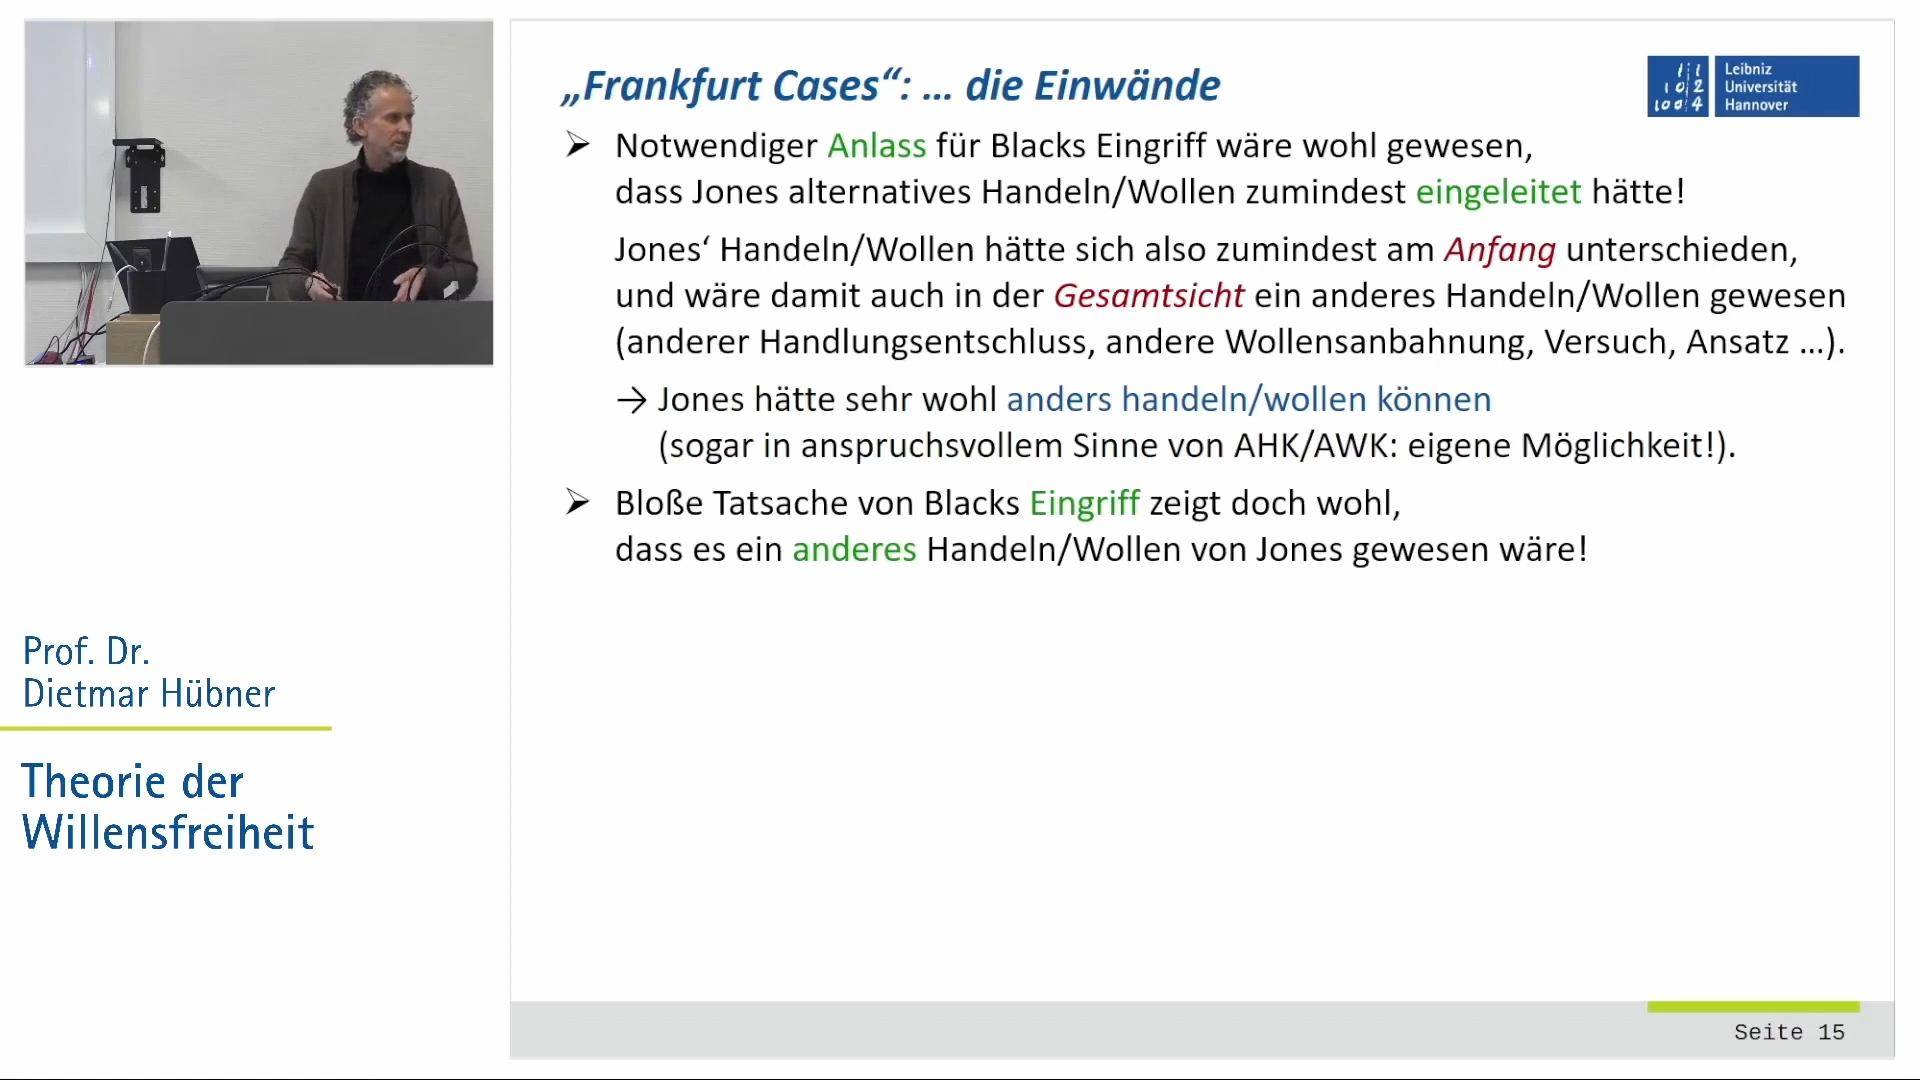 „Frankfurt Cases“: … die Einwände
Leibniz
Universität
Hannover
➢ Notwendiger Anlass für Blacks Eingriff wäre wohl gewesen,
dass Jones alternatives Handeln/Wollen zumindest eingeleitet hätte!
Jones‘ Handeln/Wollen hätte sich also zumindest am Anfang unterschieden,
und wäre damit auch in der Gesamtsicht ein anderes Handeln/Wollen gewesen
(anderer Handlungsentschluss, andere Wollensanbahnung, Versuch, Ansatz …).
→ Jones hätte sehr wohl anders handeln/wollen können
(sogar in anspruchsvollem Sinne von AHK/AWK: eigene Möglichkeit!).
➢ Bloße Tatsache von Blacks Eingriff zeigt doch wohl,
dass es ein anderes Handeln/Wollen von Jones gewesen wäre!
Prof. Dr.
Dietmar Hübner
Theorie der
Willensfreiheit
Seite 15